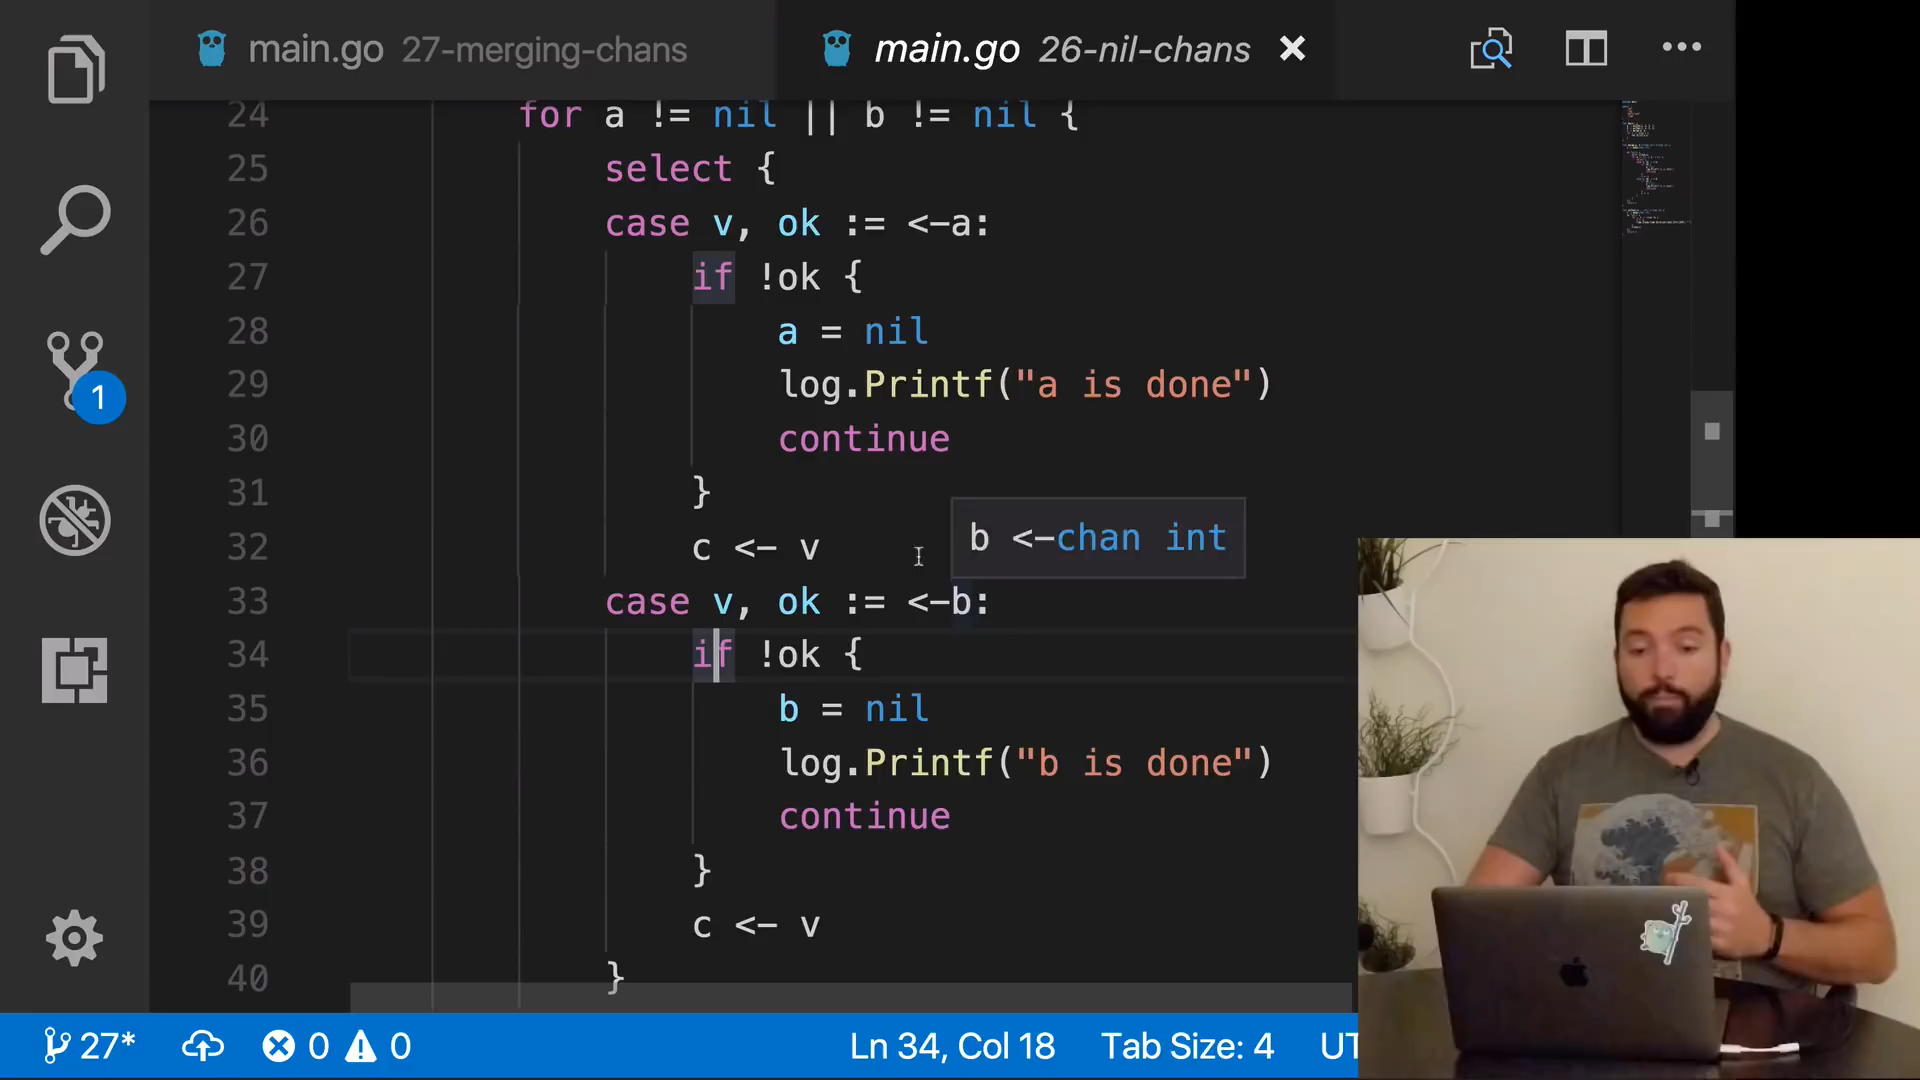 main.go 27-merging-chans
main.go 26-nil-chans
24 for a != nil || b != nil {
25 select {
26 case v, ok := <-a:
27 if !ok {
28 a = nil
29 log.Printf("a is done")
30 continue
31 }
32 c <- v
b <-chan int
33 case v, ok := <-b:
34 if !ok {
35 b = nil
36 log.Printf("b is done")
37 continue
38 }
39 c <- v
40 }
1
27* 0 0 Ln 34, Col 18 Tab Size: 4 UT